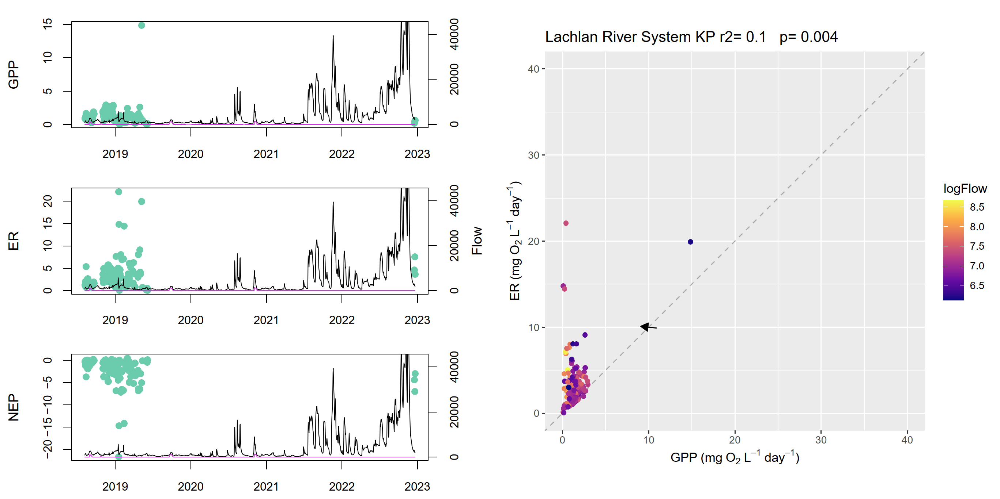 GPP
15
10
5
0
40000
20000
0
2019 2020 2021 2022 2023
ER
20
15
10
5
0
40000
20000
0
Flow
2019 2020 2021 2022 2023
NEP
0
−5
−10
−15
−20
40000
20000
0
2019 2020 2021 2022 2023
Lachlan River System KP r2= 0.1 p= 0.004
ER (mg O₂ L⁻¹ day⁻¹)
40
30
20
10
0
0 10 20 30 40
GPP (mg O₂ L⁻¹ day⁻¹)
logFlow
8.5
8.0
7.5
7.0
6.5